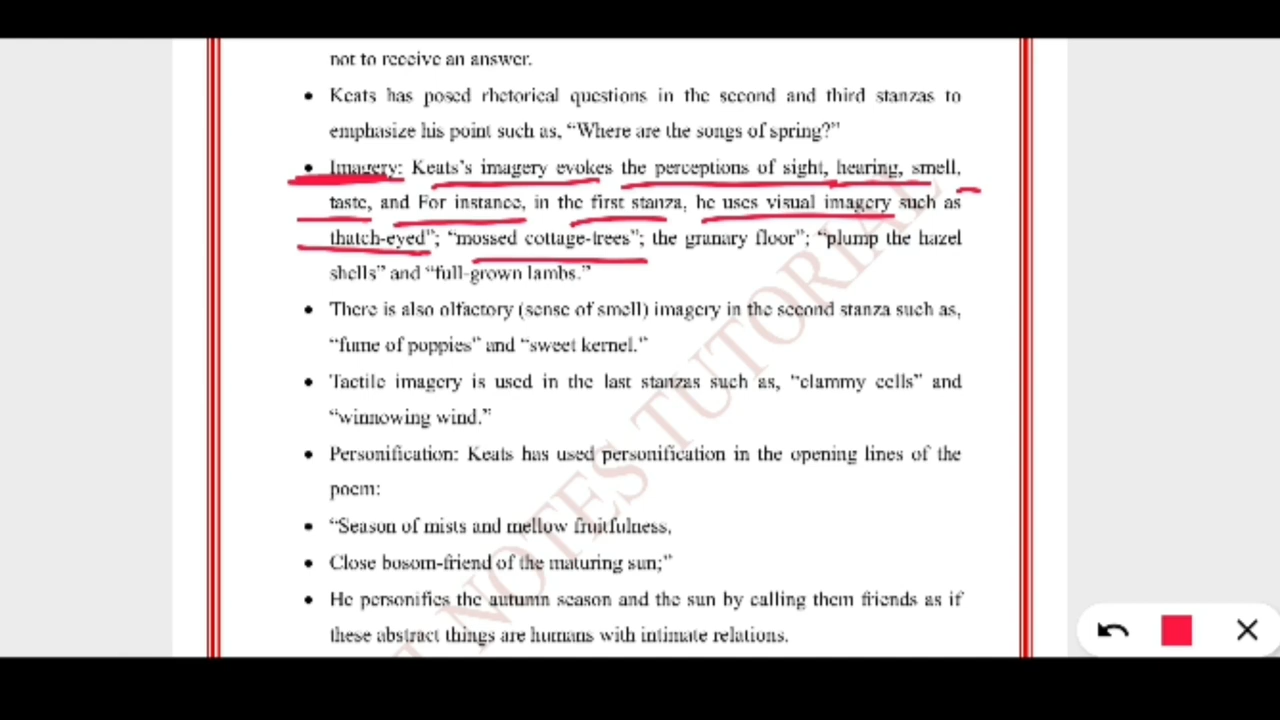 not to receive an answer.
• Keats has posed rhetorical questions in the second and third stanzas to
emphasize his point such as, “Where are the songs of spring?”
• Imagery: Keats’s imagery evokes the perceptions of sight, hearing, smell,
taste, and For instance, in the first stanza, he uses visual imagery such as
thatch-eyed”; “mossed cottage-trees”; the granary floor”; “plump the hazel
shells” and “full-grown lambs.”
• There is also olfactory (sense of smell) imagery in the second stanza such as,
“fume of poppies” and “sweet kernel.”
• Tactile imagery is used in the last stanzas such as, “clammy cells” and
“winnowing wind.”
• Personification: Keats has used personification in the opening lines of the
poem:
• “Season of mists and mellow fruitfulness,
• Close bosom-friend of the maturing sun;”
• He personifies the autumn season and the sun by calling them friends as if
these abstract things are humans with intimate relations.
NOTES TUTORIAL